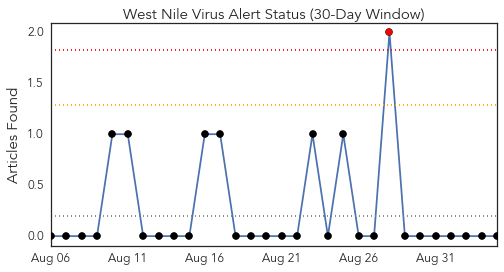 West Nile Virus Alert Status (30-Day Window)
Articles Found
2.0
1.5
1.0
0.5
0.0
Aug 06 Aug 11 Aug 16 Aug 21 Aug 26 Aug 31